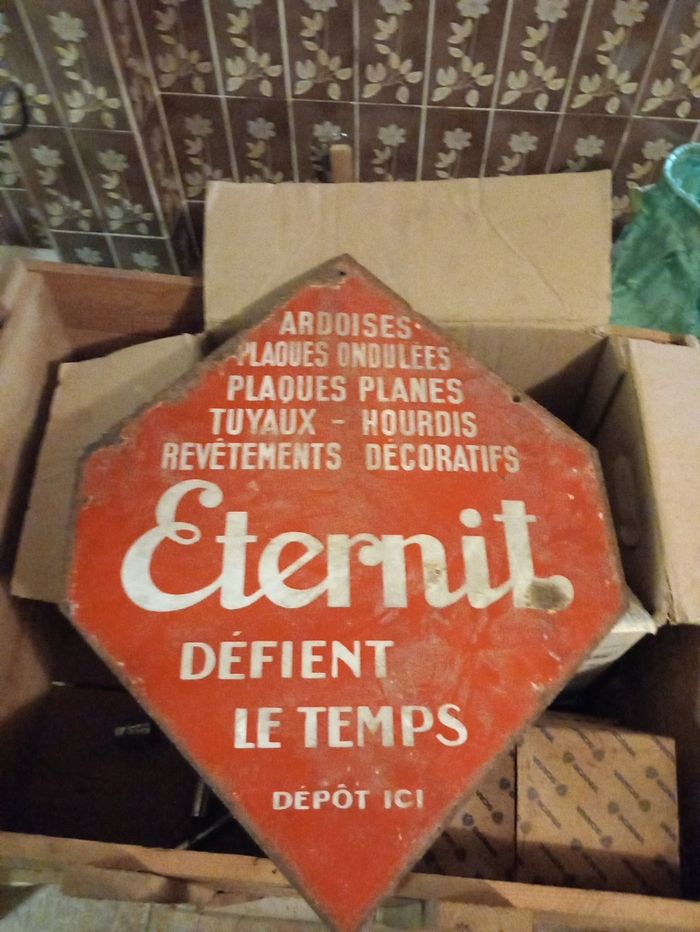 ARDOISES
PLAQUES ONDULÉES
PLAQUES PLANES
TUYAUX - HOURDIS
REVÊTEMENTS DÉCORATIFS
Eternit
DÉFIENT
LE TEMPS
DÉPÔT ICI